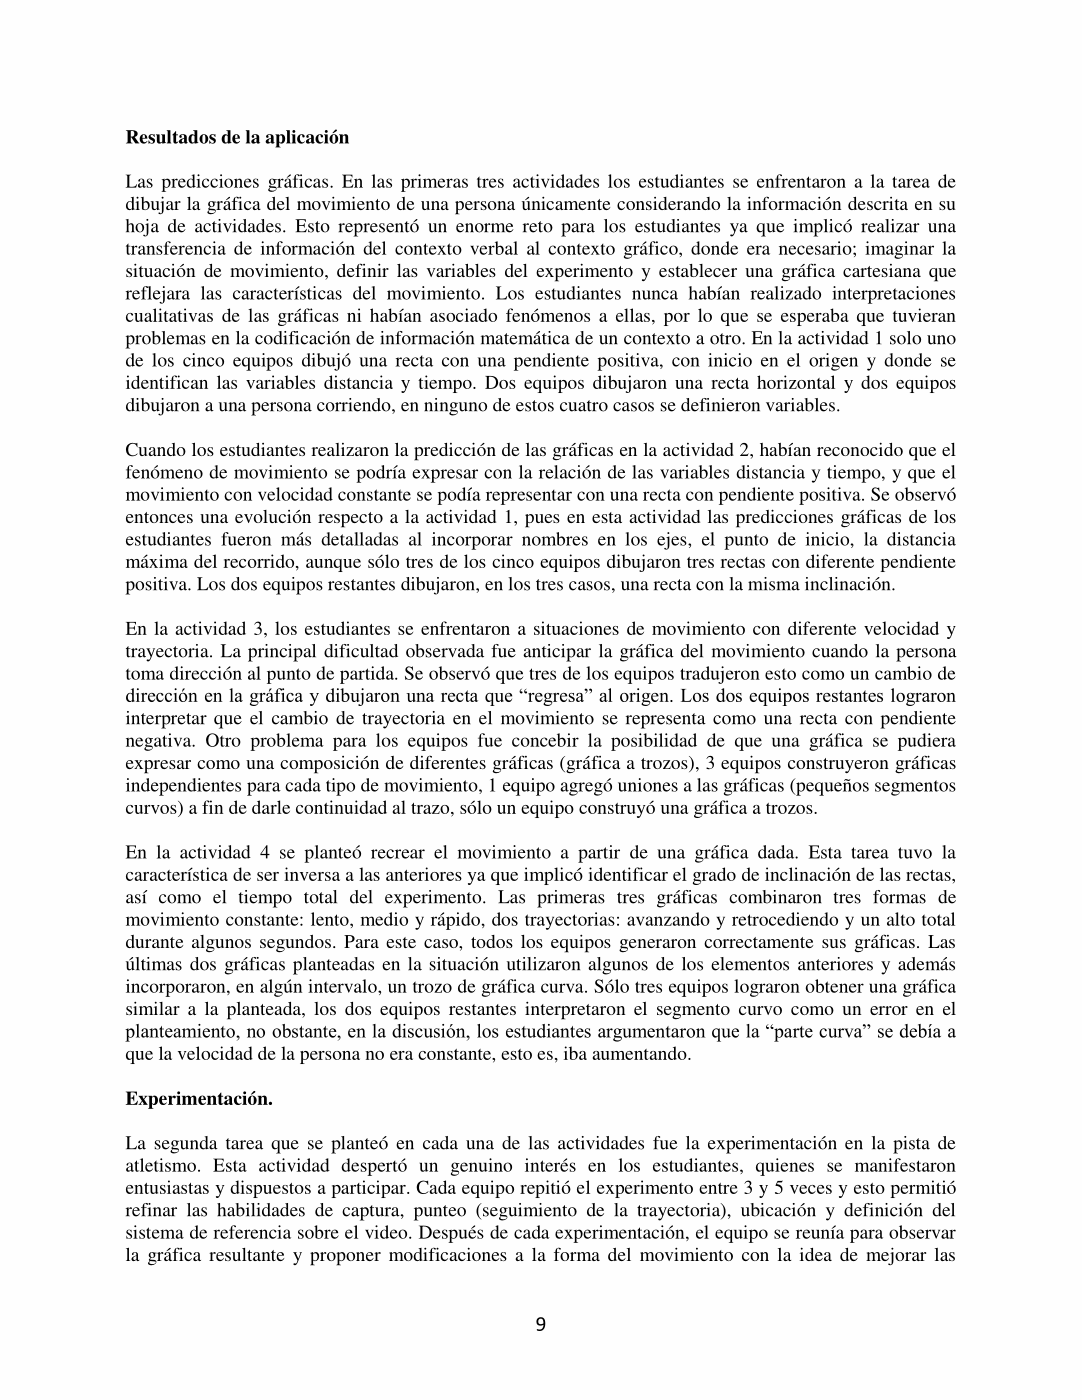 Resultados de la aplicación
Las predicciones gráficas. En las primeras tres actividades los estudiantes se enfrentaron a la tarea de
dibujar la gráfica del movimiento de una persona únicamente considerando la información descrita en su
hoja de actividades. Esto representó un enorme reto para los estudiantes ya que implicó realizar una
transferencia de información del contexto verbal al contexto gráfico, donde era necesario; imaginar la
situación de movimiento, definir las variables del experimento y establecer una gráfica cartesiana que
reflejara las características del movimiento. Los estudiantes nunca habían realizado interpretaciones
cualitativas de las gráficas ni habían asociado fenómenos a ellas, por lo que se esperaba que tuvieran
problemas en la codificación de información matemática de un contexto a otro. En la actividad 1 solo uno
de los cinco equipos dibujó una recta con una pendiente positiva, con inicio en el origen y donde se
identifican las variables distancia y tiempo. Dos equipos dibujaron una recta horizontal y dos equipos
dibujaron a una persona corriendo, en ninguno de estos cuatro casos se definieron variables.
Cuando los estudiantes realizaron la predicción de las gráficas en la actividad 2, habían reconocido que el
fenómeno de movimiento se podría expresar con la relación de las variables distancia y tiempo, y que el
movimiento con velocidad constante se podía representar con una recta con pendiente positiva. Se observó
entonces una evolución respecto a la actividad 1, pues en esta actividad las predicciones gráficas de los
estudiantes fueron más detalladas al incorporar nombres en los ejes, el punto de inicio, la distancia
máxima del recorrido, aunque sólo tres de los cinco equipos dibujaron tres rectas con diferente pendiente
positiva. Los dos equipos restantes dibujaron, en los tres casos, una recta con la misma inclinación.
En la actividad 3, los estudiantes se enfrentaron a situaciones de movimiento con diferente velocidad y
trayectoria. La principal dificultad observada fue anticipar la gráfica del movimiento cuando la persona
toma dirección al punto de partida. Se observó que tres de los equipos tradujeron esto como un cambio de
dirección en la gráfica y dibujaron una recta que “regresa” al origen. Los dos equipos restantes lograron
interpretar que el cambio de trayectoria en el movimiento se representa como una recta con pendiente
negativa. Otro problema para los equipos fue concebir la posibilidad de que una gráfica se pudiera
expresar como una composición de diferentes gráficas (gráfica a trozos), 3 equipos construyeron gráficas
independientes para cada tipo de movimiento, 1 equipo agregó uniones a las gráficas (pequeños segmentos
curvos) a fin de darle continuidad al trazo, sólo un equipo construyó una gráfica a trozos.
En la actividad 4 se planteó recrear el movimiento a partir de una gráfica dada. Esta tarea tuvo la
característica de ser inversa a las anteriores ya que implicó identificar el grado de inclinación de las rectas,
así como el tiempo total del experimento. Las primeras tres gráficas combinaron tres formas de
movimiento constante: lento, medio y rápido, dos trayectorias: avanzando y retrocediendo y un alto total
durante algunos segundos. Para este caso, todos los equipos generaron correctamente sus gráficas. Las
últimas dos gráficas planteadas en la situación utilizaron algunos de los elementos anteriores y además
incorporaron, en algún intervalo, un trozo de gráfica curva. Sólo tres equipos lograron obtener una gráfica
similar a la planteada, los dos equipos restantes interpretaron el segmento curvo como un error en el
planteamiento, no obstante, en la discusión, los estudiantes argumentaron que la “parte curva” se debía a
que la velocidad de la persona no era constante, esto es, iba aumentando.
Experimentación.
La segunda tarea que se planteó en cada una de las actividades fue la experimentación en la pista de
atletismo. Esta actividad despertó un genuino interés en los estudiantes, quienes se manifestaron
entusiastas y dispuestos a participar. Cada equipo repitió el experimento entre 3 y 5 veces y esto permitió
refinar las habilidades de captura, punteo (seguimiento de la trayectoria), ubicación y definición del
sistema de referencia sobre el video. Después de cada experimentación, el equipo se reunía para observar
la gráfica resultante y proponer modificaciones a la forma del movimiento con la idea de mejorar las
9